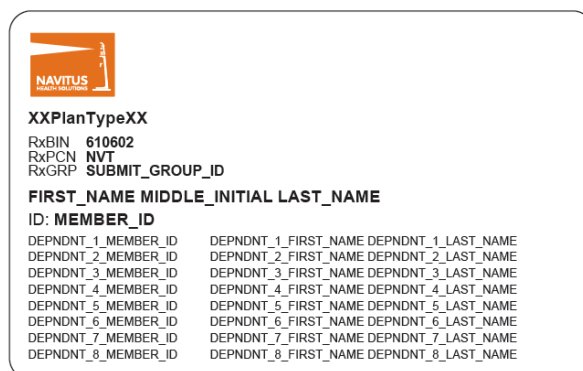 NAVITUS
HEALTH SOLUTIONS
XXPlanTypeXX
RxBIN 610602
RxPCN NVT
RxGRP SUBMIT_GROUP_ID
FIRST_NAME MIDDLE_INITIAL LAST_NAME
ID: MEMBER_ID
DEPNDNT_1_MEMBER_ID DEPNDNT_1_FIRST_NAME DEPNDNT_1_LAST_NAME
DEPNDNT_2_MEMBER_ID DEPNDNT_2_FIRST_NAME DEPNDNT_2_LAST_NAME
DEPNDNT_3_MEMBER_ID DEPNDNT_3_FIRST_NAME DEPNDNT_3_LAST_NAME
DEPNDNT_4_MEMBER_ID DEPNDNT_4_FIRST_NAME DEPNDNT_4_LAST_NAME
DEPNDNT_5_MEMBER_ID DEPNDNT_5_FIRST_NAME DEPNDNT_5_LAST_NAME
DEPNDNT_6_MEMBER_ID DEPNDNT_6_FIRST_NAME DEPNDNT_6_LAST_NAME
DEPNDNT_7_MEMBER_ID DEPNDNT_7_FIRST_NAME DEPNDNT_7_LAST_NAME
DEPNDNT_8_MEMBER_ID DEPNDNT_8_FIRST_NAME DEPNDNT_8_LAST_NAME